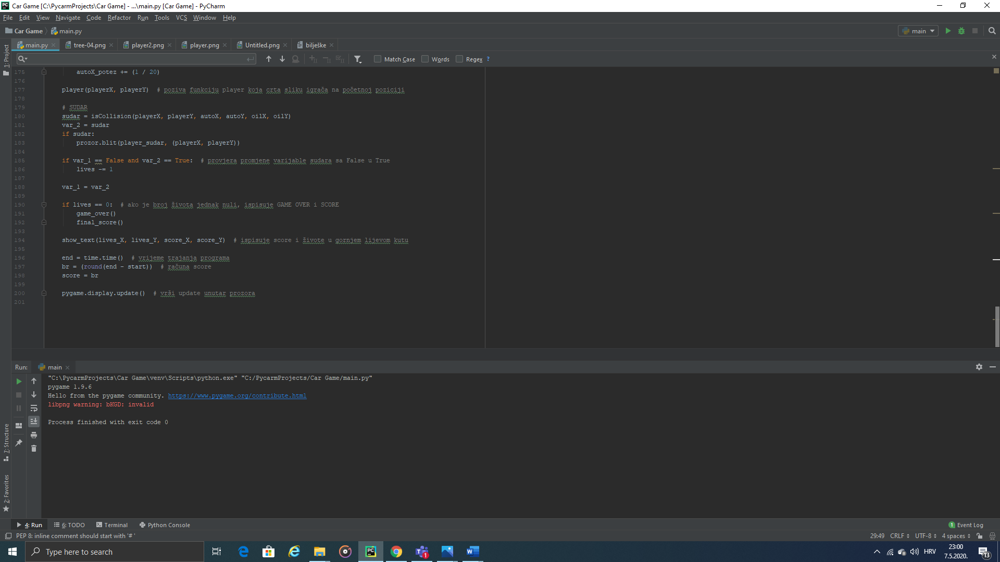 Car Game [C:\PycarmProjects\Car Game] - ...\main.py [Car Game] - PyCharm
File Edit View Navigate Code Refactor Run Tools VCS Window Help
Car Game main.py main
main.py tree-04.png player2.png player.png Untitled.png bilješke
Match Case Words Regex ?
1: Project
175 autoX_potez += (1 / 20)
176
177 player(playerX, playerY)  # poziva funkciju player koja crta sliku igrača na početnoj poziciji
178
179 # SUDAR
180 sudar = isCollision(playerX, playerY, autoX, autoY, oilX, oilY)
181 var_2 = sudar
182 if sudar:
183 prozor.blit(player_sudar, (playerX, playerY))
184
185 if var_1 == False and var_2 == True:  # provjera promjene varijable sudara sa False u True
186 lives -= 1
187
188 var_1 = var_2
189
190 if lives == 0:  # ako je broj života jednak nuli, ispisuje GAME OVER i SCORE
191 game_over()
192 final_score()
193
194 show_text(lives_X, lives_Y, score_X, score_Y)  # ispisuje score i živote u gornjem lijevom kutu
195
196 end = time.time()  # vrijeme trajanja programa
197 br = (round(end - start))  # računa score
198 score = br
199
200 pygame.display.update()  # vrši update unutar prozora
201
Run: main
"C:\PycarmProjects\Car Game\venv\Scripts\python.exe" "C:/PycarmProjects/Car Game/main.py"
pygame 1.9.6
Hello from the pygame community. https://www.pygame.org/contribute.html
libpng warning: bKGD: invalid
Process finished with exit code 0
7: Structure
2: Favorites
4: Run 6: TODO Terminal Python Console 1 Event Log
PEP 8: inline comment should start with '# ' 29:49 CRLF UTF-8 4 spaces
Type here to search HRV 23:00
7.5.2020. 13